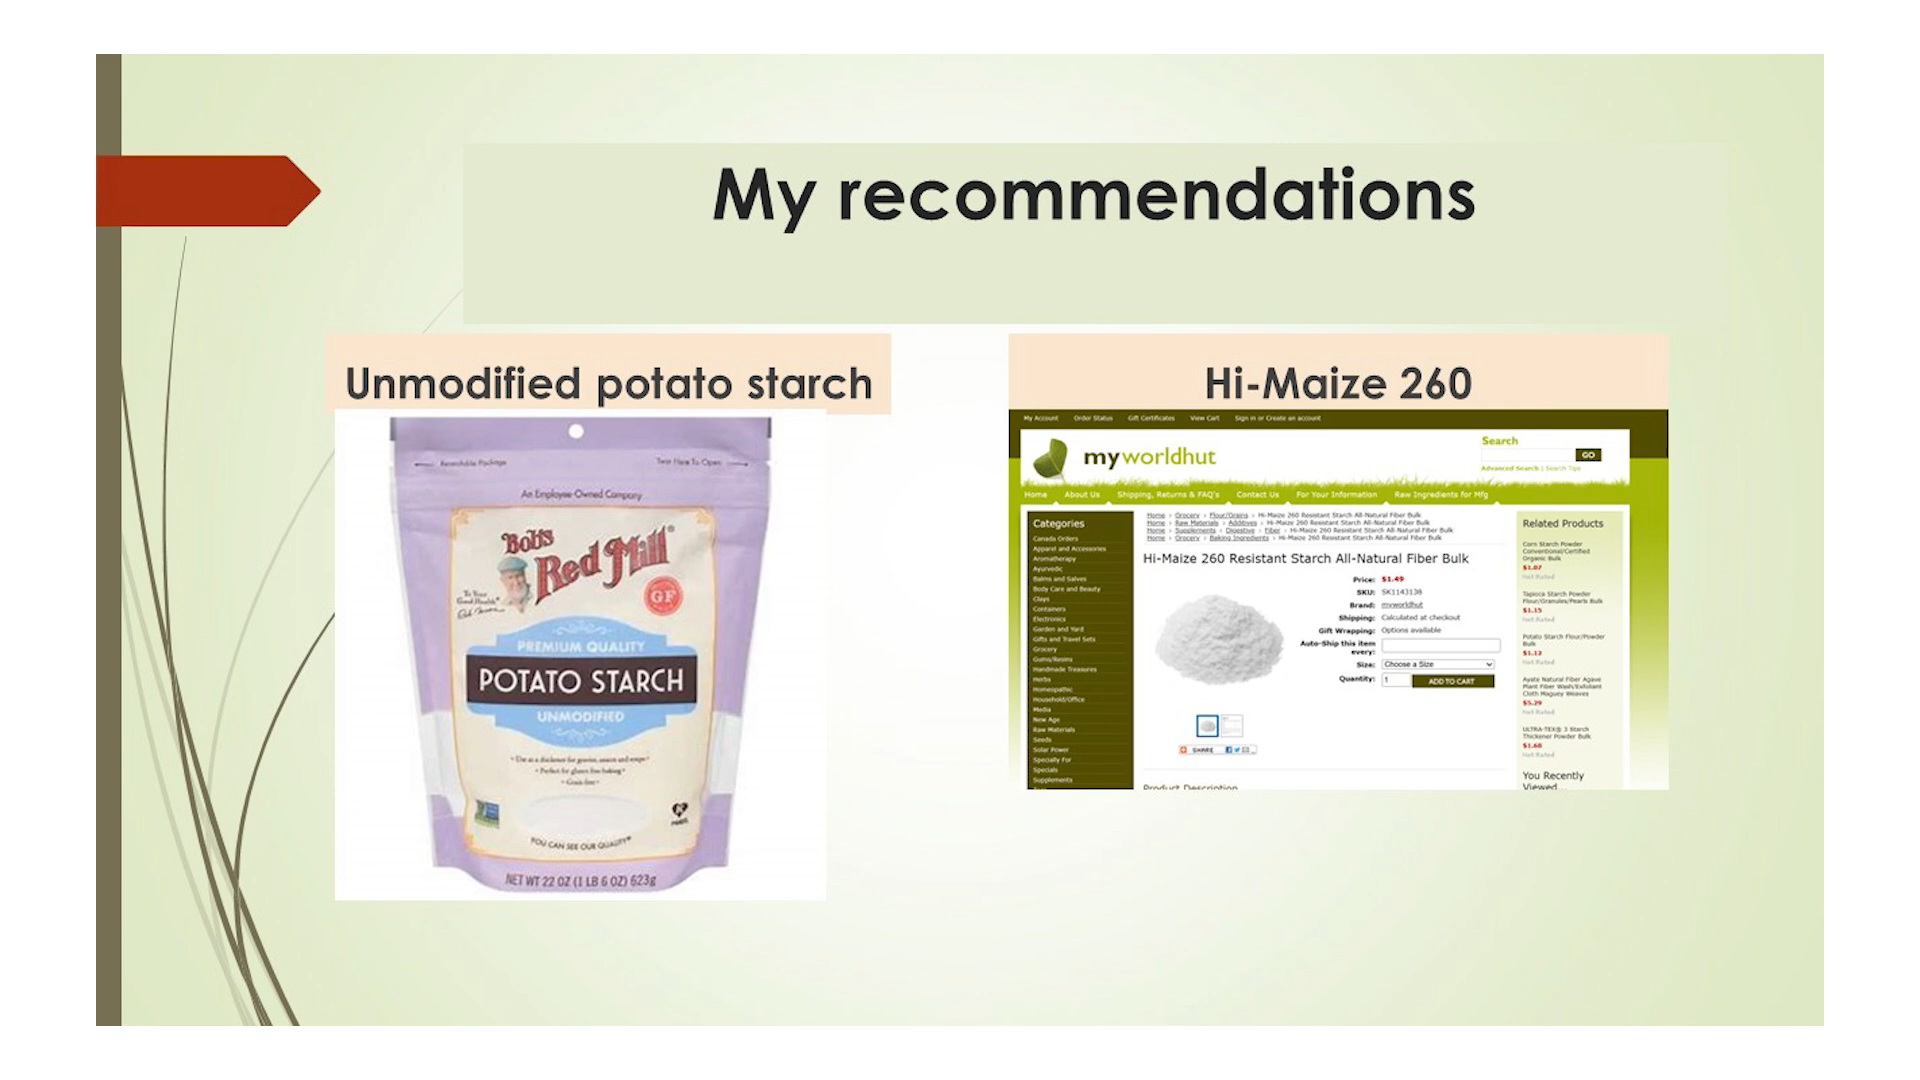 My recommendations
Unmodified potato starch
Resealable Package
Tear Here To Open
An Employee-Owned Company
Bob's
Red Mill®
To Your
Good Health
GF
PREMIUM QUALITY
POTATO STARCH
UNMODIFIED
• Use as a thickener for gravies, sauces and soups •
• Perfect for gluten free baking •
• Grain free •
YOU CAN SEE OUR QUALITY
NET WT 22 OZ (1 LB 6 OZ) 623g
Hi-Maize 260
My Account Order Status Gift Certificates View Cart Sign in or Create an account
myworldhut
Search
GO
Advanced Search | Search Tips
Home About Us Shipping, Returns & FAQ's Contact Us For Your Information Raw Ingredients for Mfg
Categories
Canada Orders
Apparel and Accessories
Aromatherapy
Ayurvedic
Balms and Salves
Body Care and Beauty
Clays
Containers
Electronics
Garden and Yard
Gifts and Travel Sets
Grocery
Gums/Resins
Handmade Treasures
Herbs
Homeopathic
Household/Office
Media
New Age
Raw Materials
Seeds
Solar Power
Specialty For
Specials
Supplements
Home › Grocery › Flour/Grains › Hi-Maize 260 Resistant Starch All-Natural Fiber Bulk
Home › Raw Materials › Additives › Hi-Maize 260 Resistant Starch All-Natural Fiber Bulk
Home › Supplements › Digestive › Fiber › Hi-Maize 260 Resistant Starch All-Natural Fiber Bulk
Home › Grocery › Baking Ingredients › Hi-Maize 260 Resistant Starch All-Natural Fiber Bulk
Hi-Maize 260 Resistant Starch All-Natural Fiber Bulk
Price: $1.49
SKU: SK1143136
Brand: myworldhut
Shipping: Calculated at checkout
Gift Wrapping: Options available
Auto-Ship this item
every:
Size: Choose a Size
Quantity: 1 ADD TO CART
SHARE
Product Description
Related Products
Corn Starch Powder
Conventional/Certified
Organic Bulk
$1.07
Not Rated
Tapioca Starch Powder
Flour/Granules/Pearls Bulk
$1.15
Not Rated
Potato Starch Flour/Powder
Bulk
$1.12
Not Rated
Ayate Natural Fiber Agave
Plant Fiber Wash/Exfoliant
Cloth Maguey Weaves
$5.29
Not Rated
ULTRA-TEX® 3 Starch
Thickener Powder Bulk
$1.68
Not Rated
You Recently
Viewed...